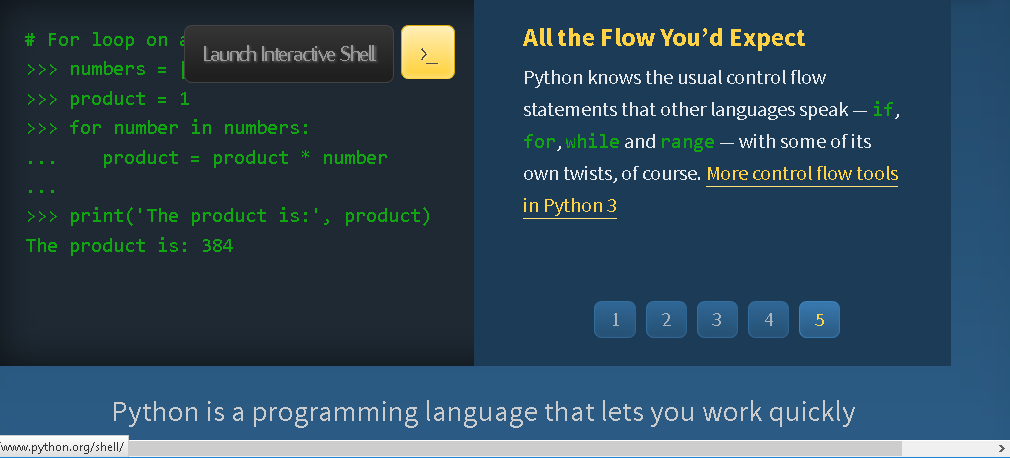 # For loop on a
Launch Interactive Shell
>_
>>> numbers = [
>>> product = 1
>>> for number in numbers:
...    product = product * number
...
>>> print('The product is:', product)
The product is: 384
All the Flow You’d Expect
Python knows the usual control flow
statements that other languages speak — if,
for, while and range — with some of its
own twists, of course. More control flow tools
in Python 3
1 2 3 4 5
Python is a programming language that lets you work quickly
www.python.org/shell/